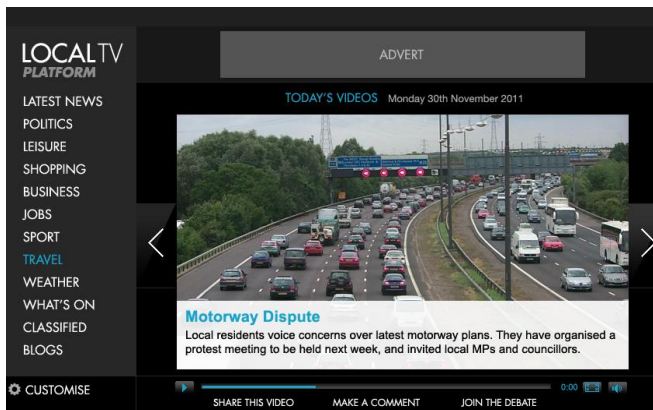 LOCALTV
PLATFORM
ADVERT
TODAY'S VIDEOS Monday 30th November 2011
LATEST NEWS
POLITICS
LEISURE
SHOPPING
BUSINESS
JOBS
SPORT
TRAVEL
WEATHER
WHAT'S ON
CLASSIFIED
BLOGS
CUSTOMISE
Motorway Dispute
Local residents voice concerns over latest motorway plans. They have organised a
protest meeting to be held next week, and invited local MPs and councillors.
0:00
SHARE THIS VIDEO MAKE A COMMENT JOIN THE DEBATE